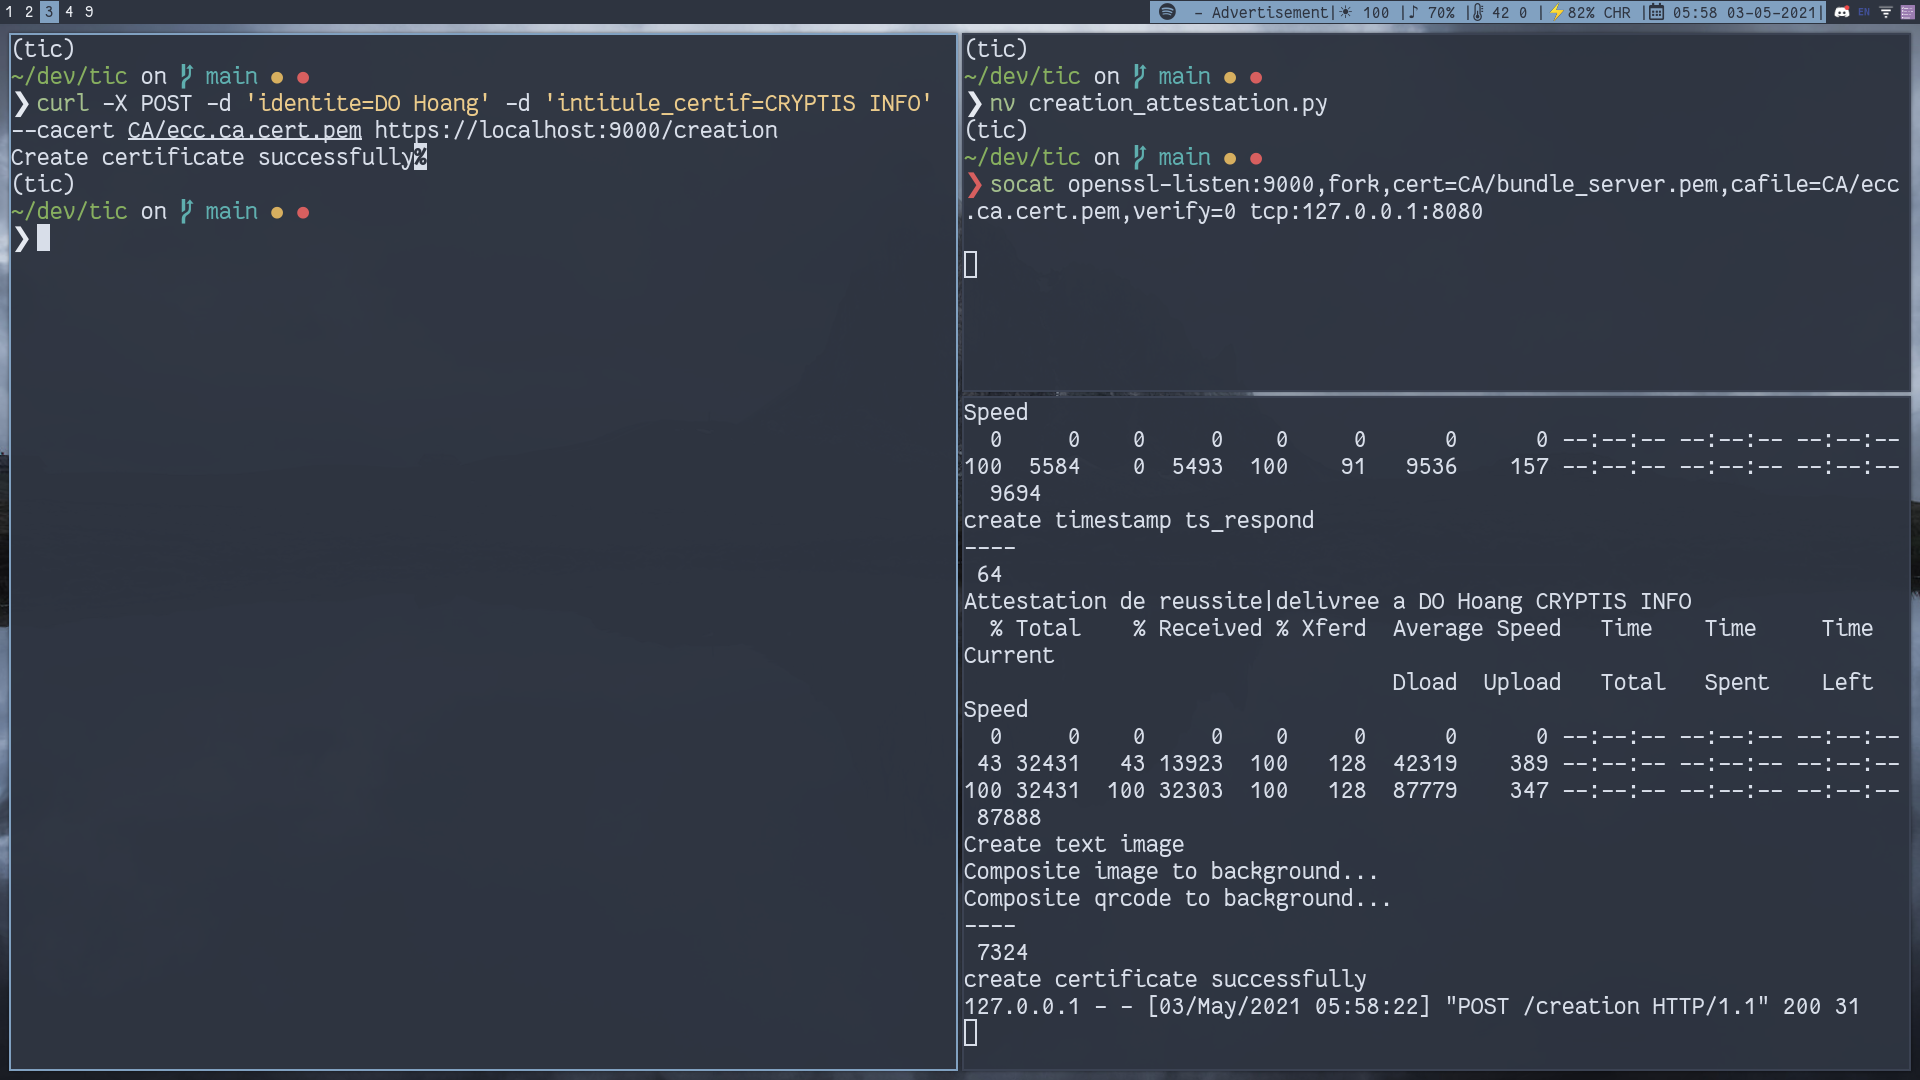 1 2 3 4 9
- Advertisement| 100 | 70% | 42 0 | 82% CHR | 05:58 03-05-2021| EN
(tic)
~/dev/tic on main
❯ curl -X POST -d 'identite=DO Hoang' -d 'intitule_certif=CRYPTIS INFO'
--cacert CA/ecc.ca.cert.pem https://localhost:9000/creation
Create certificate successfully%
(tic)
~/dev/tic on main
❯
(tic)
~/dev/tic on main
❯ nv creation_attestation.py
(tic)
~/dev/tic on main
❯ socat openssl-listen:9000,fork,cert=CA/bundle_server.pem,cafile=CA/ecc
.ca.cert.pem,verify=0 tcp:127.0.0.1:8080
Speed
0 0 0 0 0 0 0 0 --:--:-- --:--:-- --:--:--
100 5584 0 5493 100 91 9536 157 --:--:-- --:--:-- --:--:--
9694
create timestamp ts_respond
----
64
Attestation de reussite|delivree a DO Hoang CRYPTIS INFO
% Total % Received % Xferd Average Speed Time Time Time
Current
Dload Upload Total Spent Left
Speed
0 0 0 0 0 0 0 0 --:--:-- --:--:-- --:--:--
43 32431 43 13923 100 128 42319 389 --:--:-- --:--:-- --:--:--
100 32431 100 32303 100 128 87779 347 --:--:-- --:--:-- --:--:--
87888
Create text image
Composite image to background...
Composite qrcode to background...
----
7324
create certificate successfully
127.0.0.1 - - [03/May/2021 05:58:22] "POST /creation HTTP/1.1" 200 31